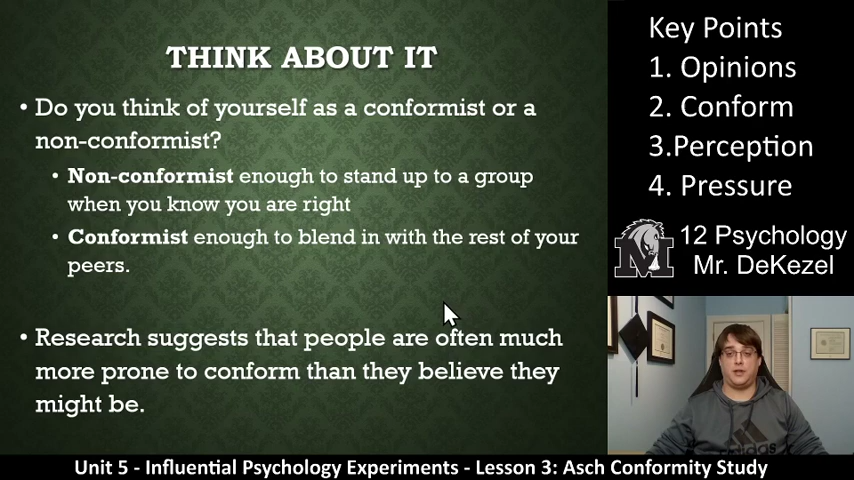 THINK ABOUT IT
• Do you think of yourself as a conformist or a
non-conformist?
• Non-conformist enough to stand up to a group
when you know you are right
• Conformist enough to blend in with the rest of your
peers.
• Research suggests that people are often much
more prone to conform than they believe they
might be.
Key Points
1. Opinions
2. Conform
3.Perception
4. Pressure
M
12 Psychology
Mr. DeKezel
adidas
Unit 5 - Influential Psychology Experiments - Lesson 3: Asch Conformity Study